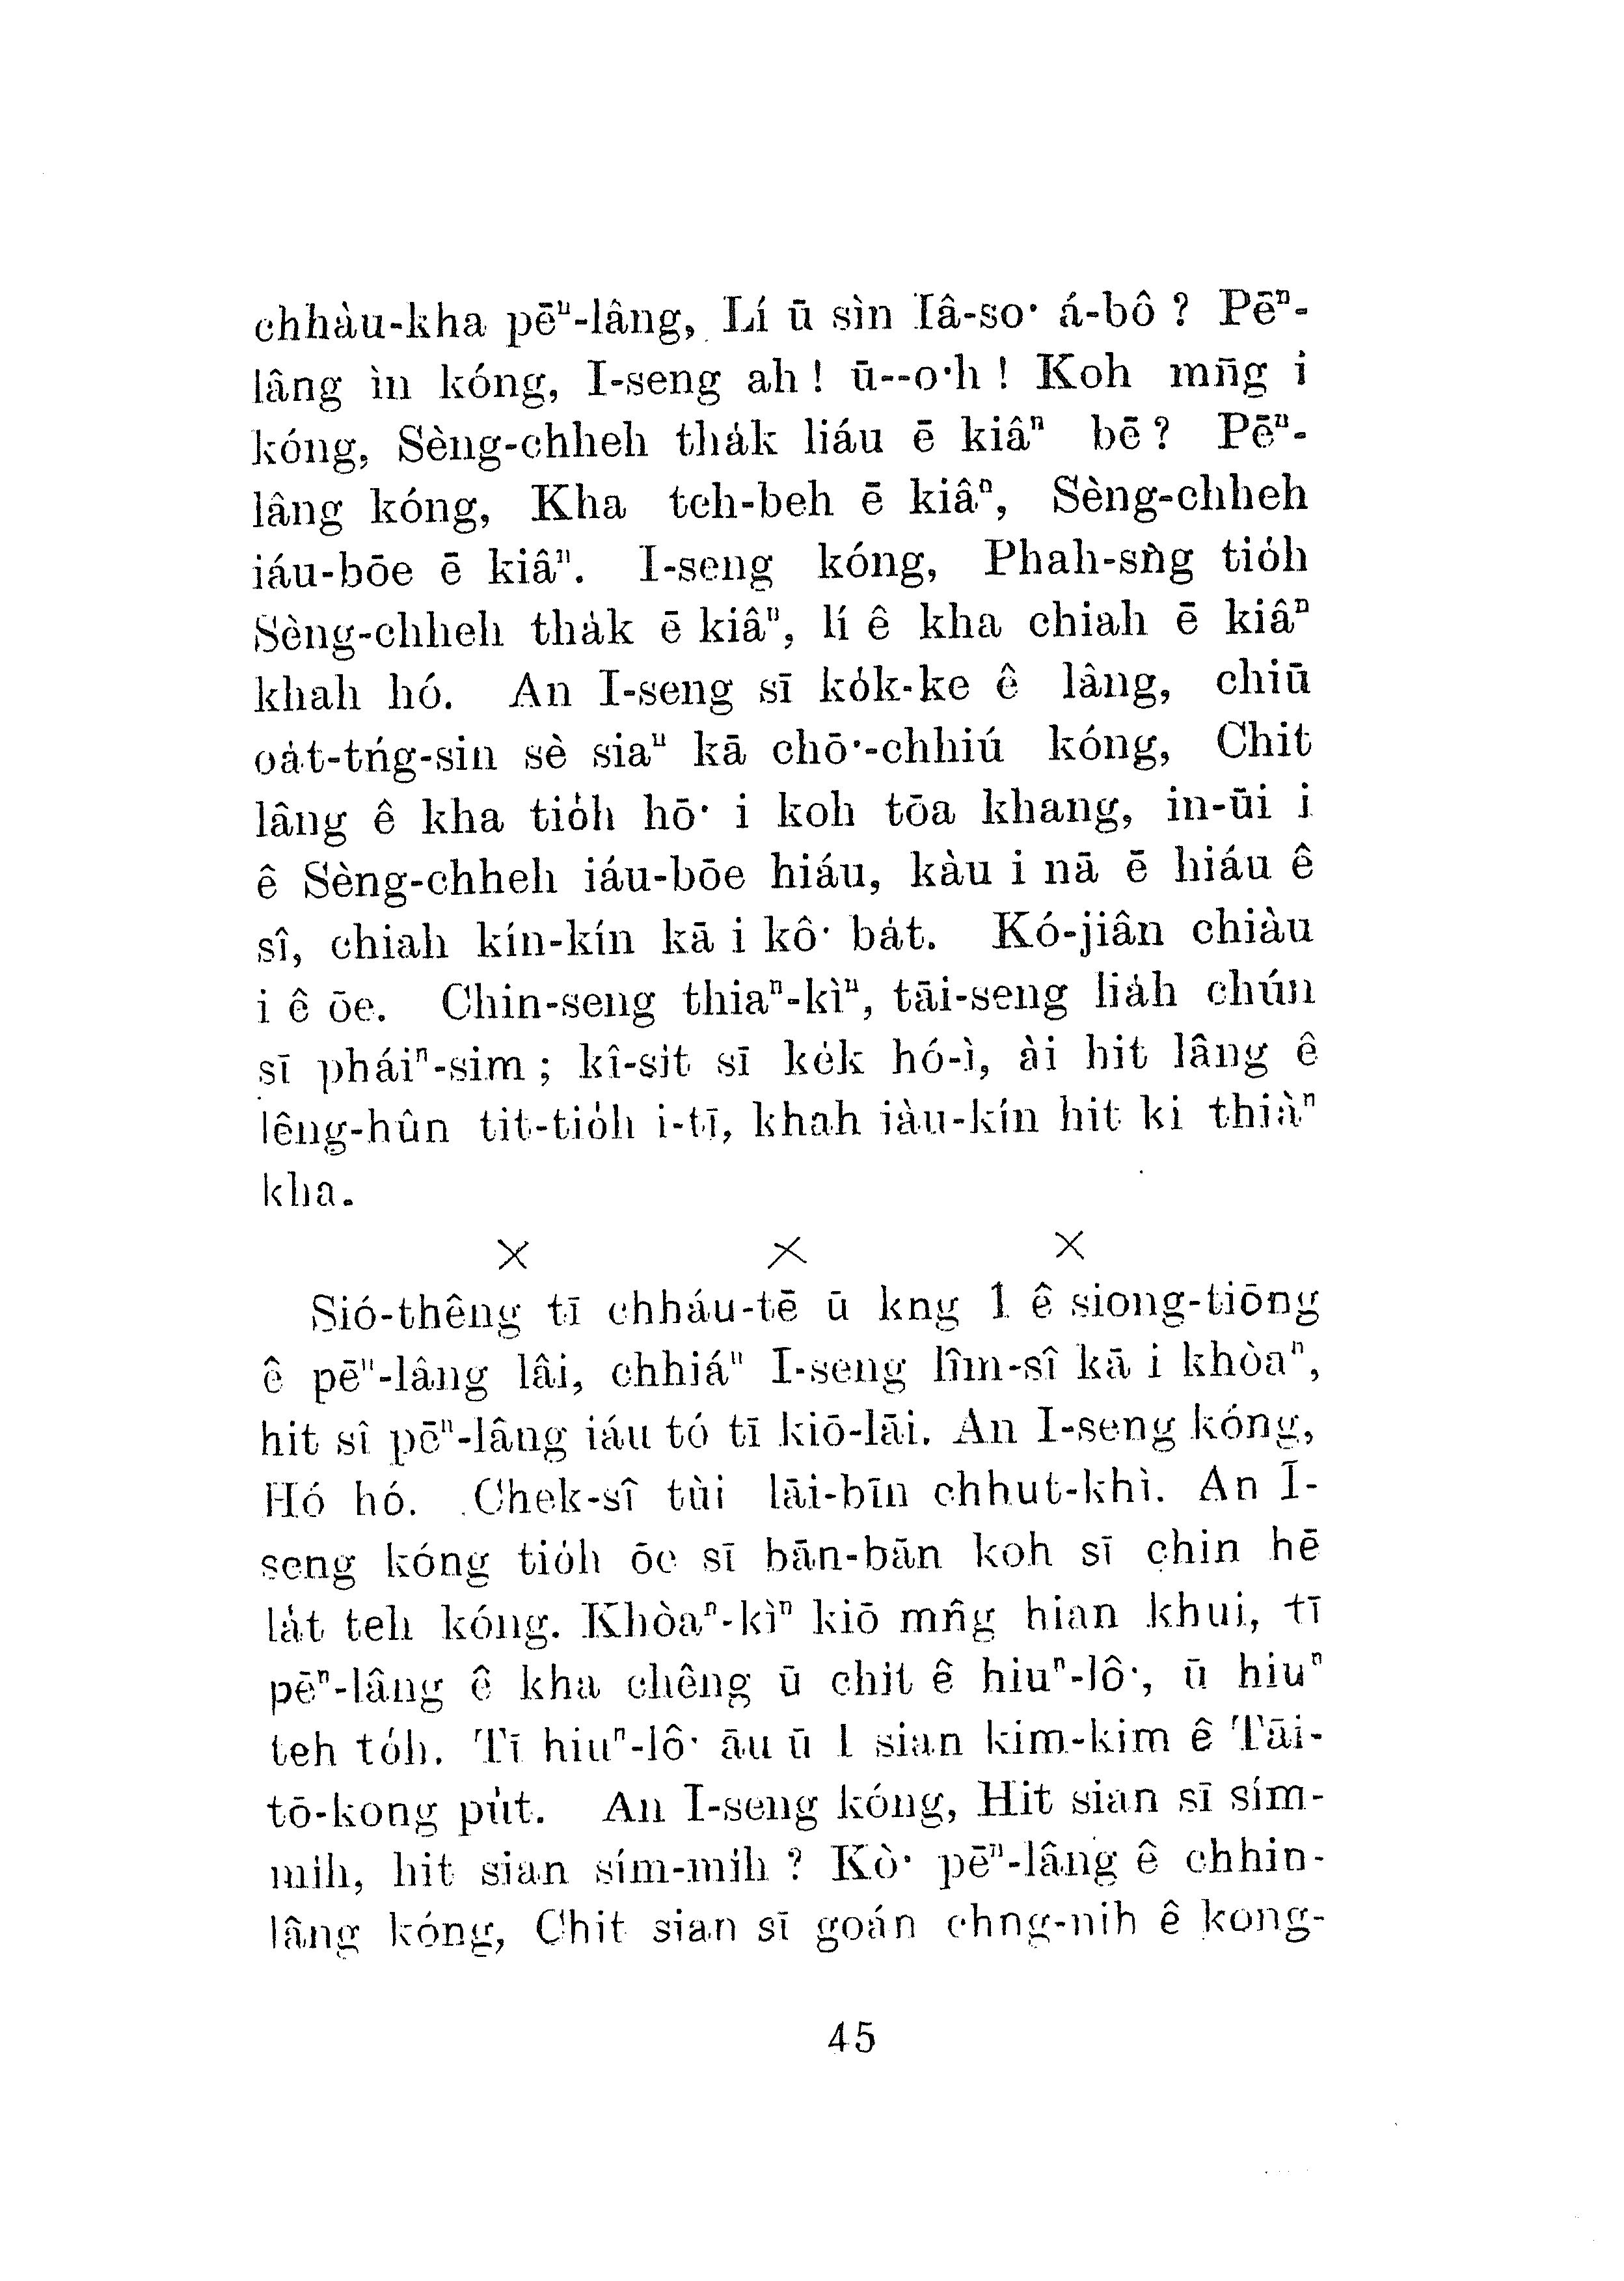 chhàu-kha pēⁿ-lâng, Lí ū sìn Iâ-so͘ á-bô? Pēⁿ-
lâng ìn kóng, I-seng ah! ū--o͘h! Koh mn̄g i
kóng, Sèng-chheh tha̍k liáu ē kiâⁿ bē? Pēⁿ-
lâng kóng, Kha teh-beh ē kiâⁿ, Sèng-chheh
iáu-bōe ē kiâⁿ. I-seng kóng, Phah-sǹg tio̍h
Sèng-chheh tha̍k ē kiâⁿ, lí ê kha chiah ē kiâⁿ
khah hó. An I-seng sī ko̍k-ke ê lâng, chiū
oa̍t-tńg-sin sè siaⁿ kā chō͘-chhiú kóng, Chit
lâng ê kha tio̍h hō͘ i koh tōa khang, in-ūi i
ê Sèng-chheh iáu-bōe hiáu, kàu i nā ē hiáu ê
sî, chiah kín-kín kā i kô͘ ba̍t. Kó-jiân chiàu
i ê ōe. Chin-seng thiaⁿ-kìⁿ, tāi-seng lia̍h chún
sī pháiⁿ-sim; kî-si̍t sī ke̍k hó-ì, ài hit lâng ê
lêng-hûn tit-tio̍h i-tī, khah iàu-kín hit ki thiàⁿ
kha.
× × ×
Sió-thêng tī chháu-tē ū kng 1 ê siong-tiōng
ê pēⁿ-lâng lâi, chhiáⁿ I-seng lîm-sî kā i khòaⁿ,
hit sî pēⁿ-lâng iáu tó tī kiō-lāi. An I-seng kóng,
Hó hó. Chek-sî tùi lāi-bīn chhut-khì. An I-
seng kóng tio̍h ōe sī bān-bān koh sī chin hē
la̍t teh kóng. Khòaⁿ-kìⁿ kiō mn̂g hian khui, tī
pēⁿ-lâng ê kha chêng ū chit ê hiuⁿ-lô͘, ū hiuⁿ
teh to̍h. Tī hiuⁿ-lô͘ āu ū 1 sian kim-kim ê Tāi-
tō-kong pu̍t. An I-seng kóng, Hit sian sī sím-
mih, hit sian sím-mih? Kò͘ pēⁿ-lâng ê chhin-
lâng kóng, Chit sian sī goán chng-nih ê kong-
45